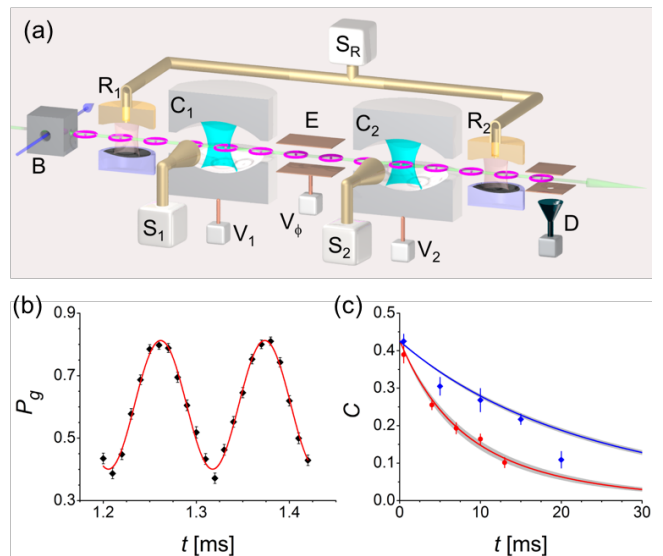 (a)
S_R
R_1
C_1
E
C_2
R_2
B
S_1
V_1
V_ϕ
S_2
V_2
D
(b)
(c)
0.9
0.7
0.5
0.3
P_g
1.2 1.3 1.4
t [ms]
0.5
0.4
0.3
0.2
0.1
0.0
C
0 10 20 30
t [ms]